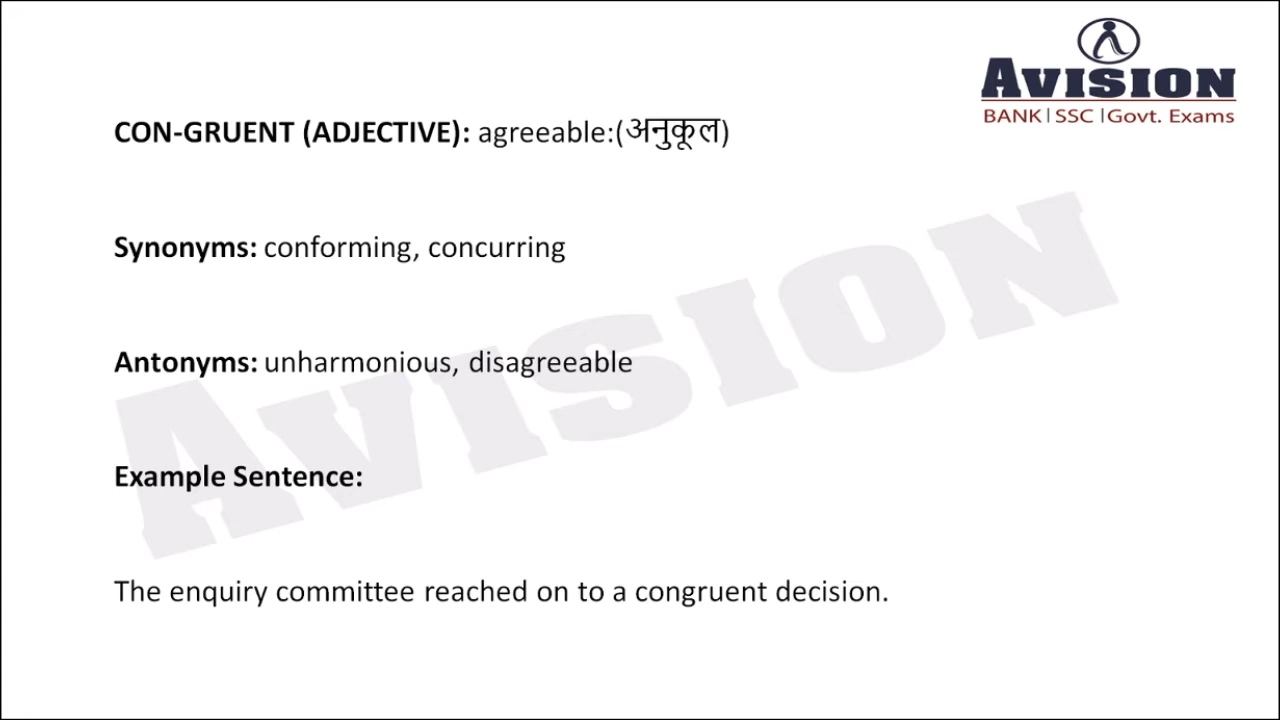 AVISION
BANK | SSC | Govt. Exams
CON-GRUENT (ADJECTIVE): agreeable:(अनुकूल)
Synonyms: conforming, concurring
Antonyms: unharmonious, disagreeable
Example Sentence:
The enquiry committee reached on to a congruent decision.
AVISION